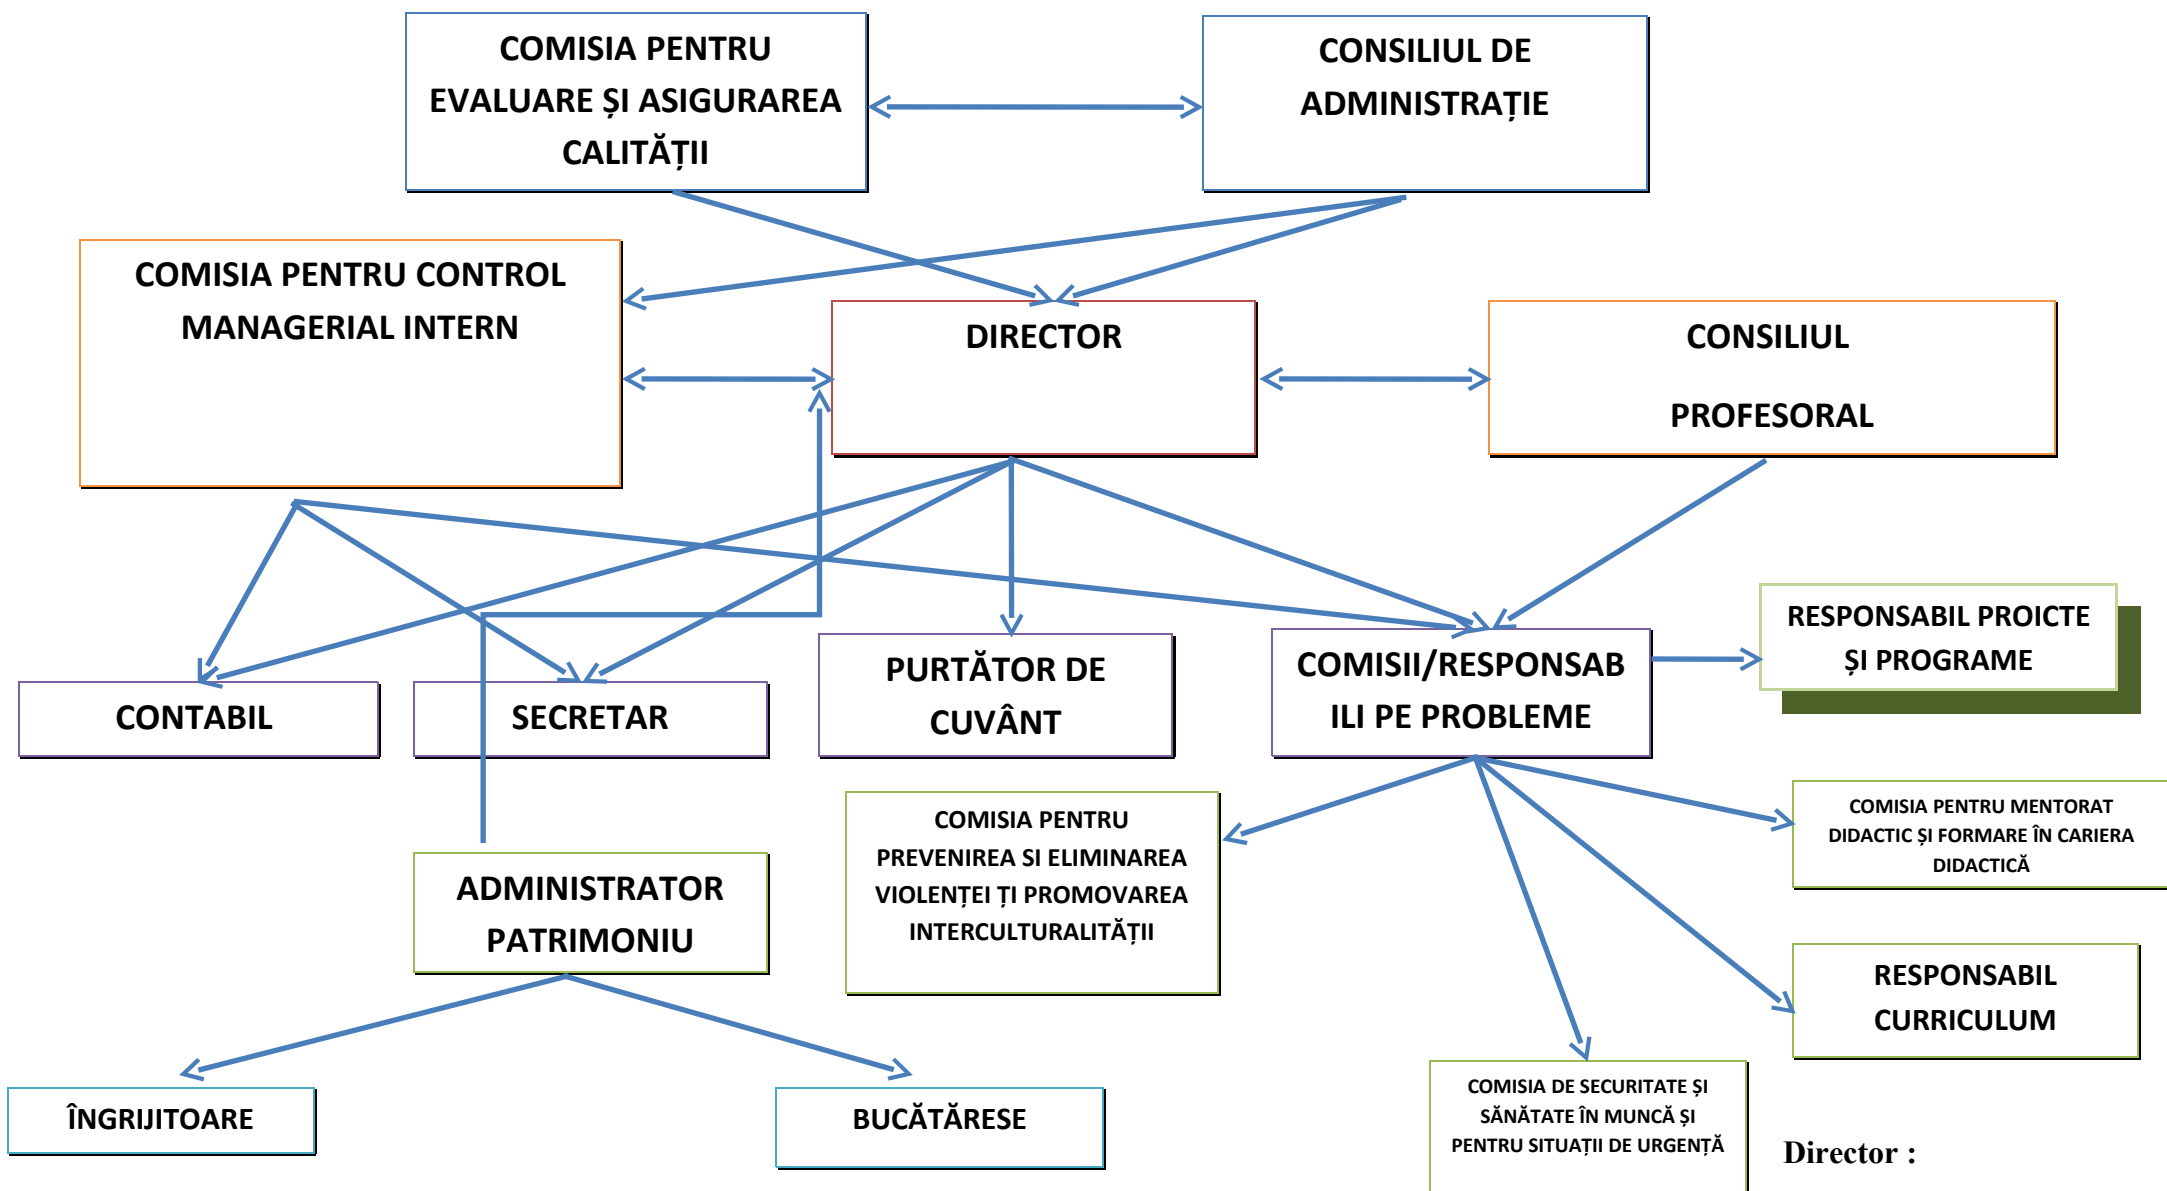 COMISIA PENTRU
EVALUARE ȘI ASIGURAREA
CALITĂȚII
CONSILIUL DE
ADMINISTRAȚIE
COMISIA PENTRU CONTROL
MANAGERIAL INTERN
DIRECTOR
CONSILIUL
PROFESORAL
RESPONSABIL PROICTE
ȘI PROGRAME
CONTABIL
SECRETAR
PURTĂTOR DE
CUVÂNT
COMISII/RESPONSAB
ILI PE PROBLEME
COMISIA PENTRU MENTORAT
DIDACTIC ȘI FORMARE ÎN CARIERA
DIDACTICĂ
COMISIA PENTRU
PREVENIREA SI ELIMINAREA
VIOLENȚEI ȚI PROMOVAREA
INTERCULTURALITĂȚII
ADMINISTRATOR
PATRIMONIU
RESPONSABIL
CURRICULUM
ÎNGRIJITOARE
BUCĂTĂRESE
COMISIA DE SECURITATE ȘI
SĂNĂTATE ÎN MUNCĂ ȘI
PENTRU SITUAȚII DE URGENȚĂ
Director :